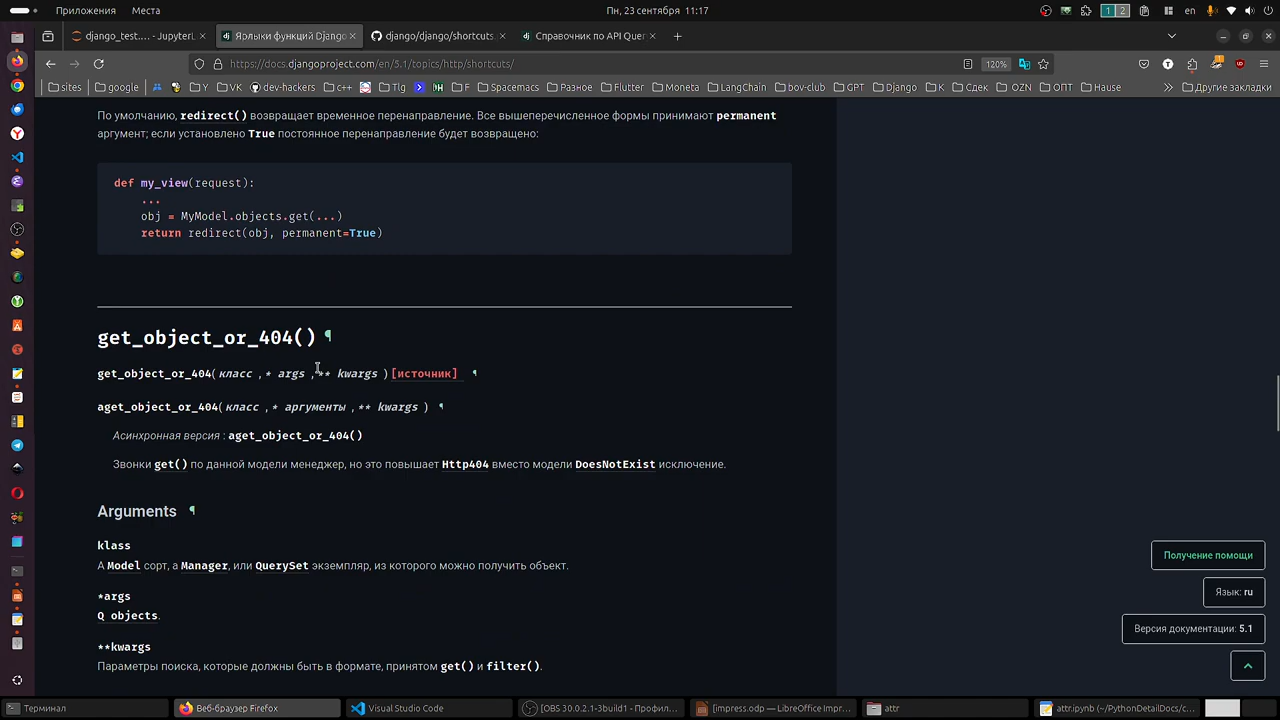 Приложения Места Пн, 23 сентября 11:17 1 2 en
django_test.... - JupyterL Ярлыки функций Django django/django/shortcuts. Справочник по API Quer
https://docs.djangoproject.com/en/5.1/topics/http/shortcuts/ 120%
sites google Y VK dev-hackers c++ Tlg H F Spacemacs Разное Flutter Moneta LangChain bov-club GPT Django K Сдек OZN ОПТ Hause Другие закладки
По умолчанию, redirect() возвращает временное перенаправление. Все вышеперечисленное формы принимают permanent
аргумент; если установлено True постоянное перенаправление будет возвращено:
def my_view(request):
...
obj = MyModel.objects.get(...)
return redirect(obj, permanent=True)
get_object_or_404() ¶
get_object_or_404( класс , * args , ** kwargs ) [источник] ¶
aget_object_or_404( класс , * аргументы , ** kwargs ) ¶
Асинхронная версия : aget_object_or_404()
Звонки get() по данной модели менеджер, но это повышает Http404 вместо модели DoesNotExist исключение.
Arguments ¶
klass
А Model сорт, а Manager, или QuerySet экземпляр, из которого можно получить объект.
*args
Q objects.
**kwargs
Параметры поиска, которые должны быть в формате, принятом get() и filter().
Получение помощи
Язык: ru
Версия документации: 5.1
Терминал Веб-браузер Firefox Visual Studio Code [OBS 30.0.2.1-3build1 - Профил... [impress.odp — LibreOffice Impre... attr attr.ipynb (~/PythonDetailDocs/c...